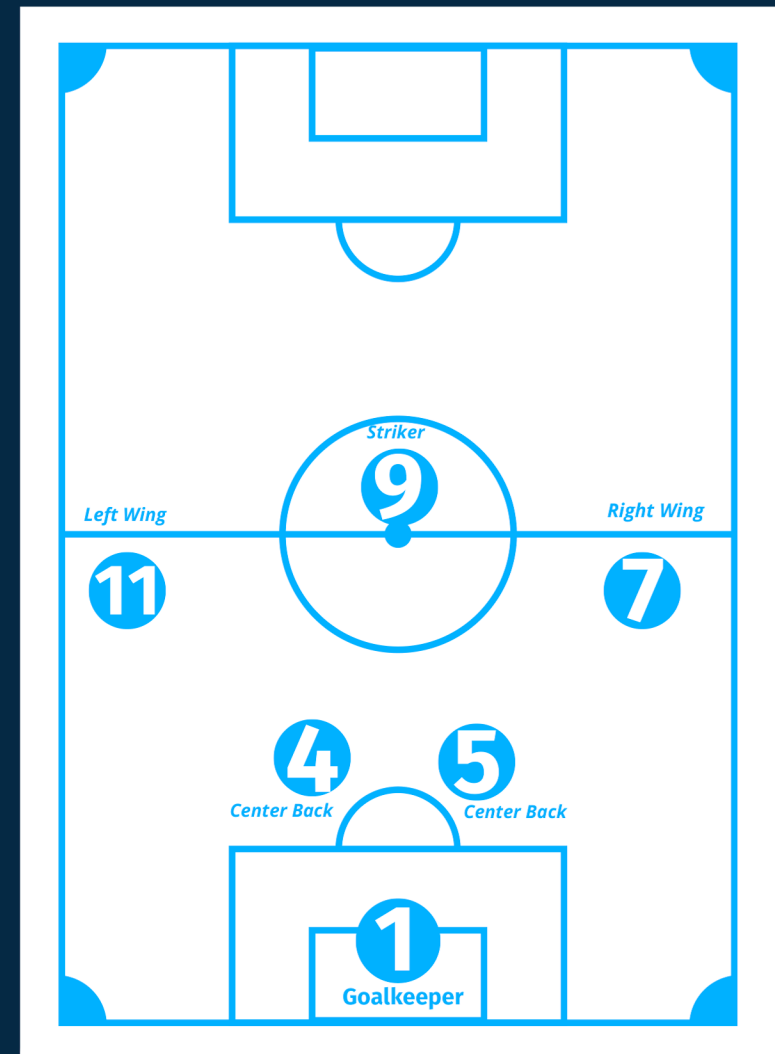 Striker
9
Left Wing
Right Wing
11
7
4
5
Center Back
Center Back
1
Goalkeeper